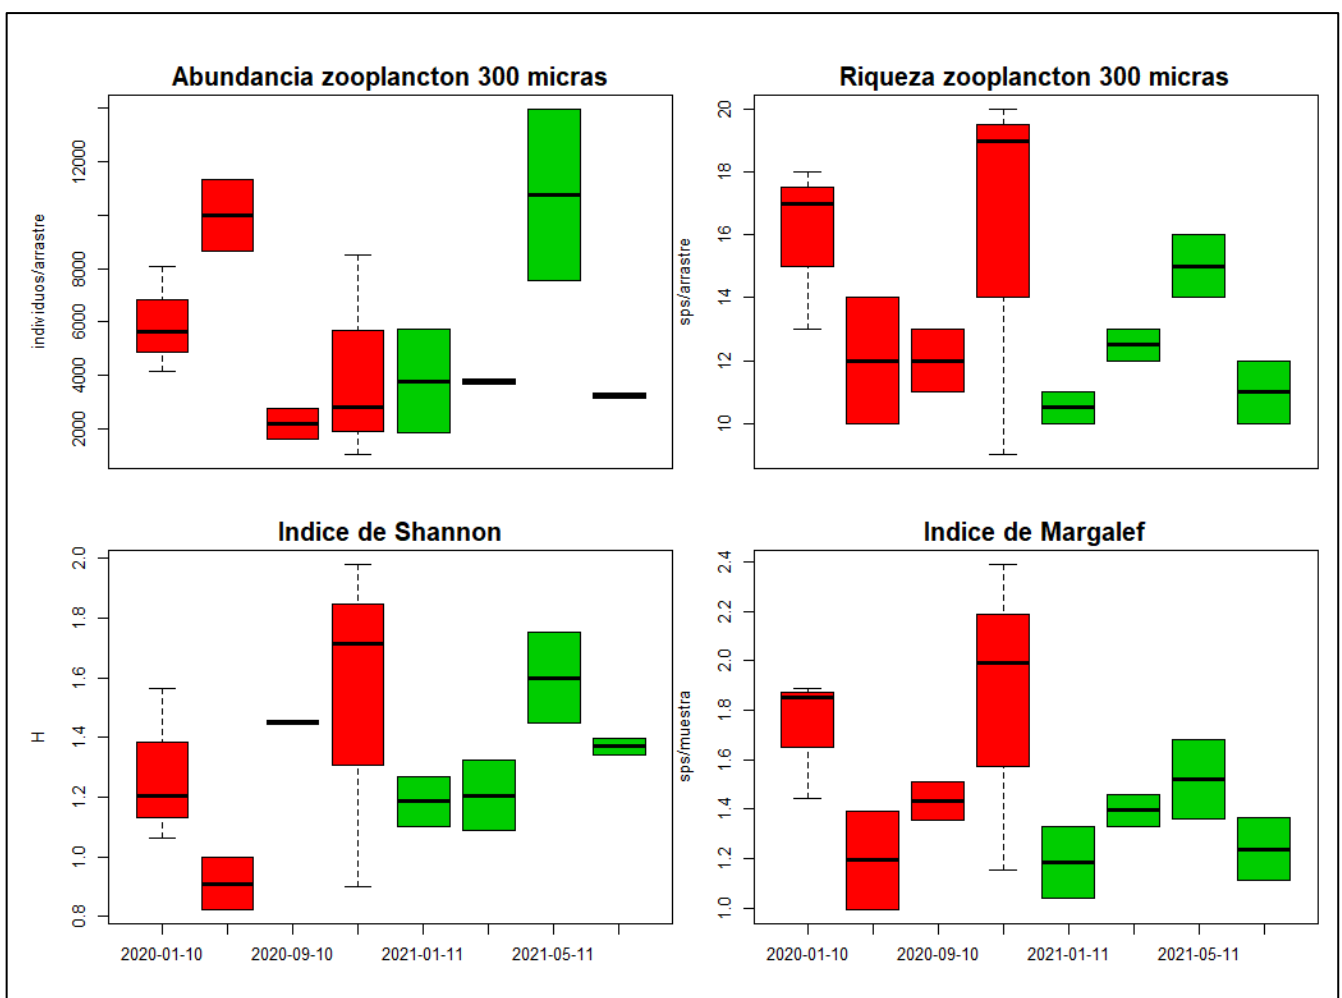 Abundancia zooplancton 300 micras
individuos/arrastre
12000
8000
6000
4000
2000
Riqueza zooplancton 300 micras
sps/arrastre
20
18
16
14
12
10
Indice de Shannon
H
2.0
1.8
1.6
1.4
1.2
1.0
0.8
2020-01-10 2020-09-10 2021-01-11 2021-05-11
Indice de Margalef
sps/muestra
2.4
2.2
2.0
1.8
1.6
1.4
1.2
1.0
2020-01-10 2020-09-10 2021-01-11 2021-05-11